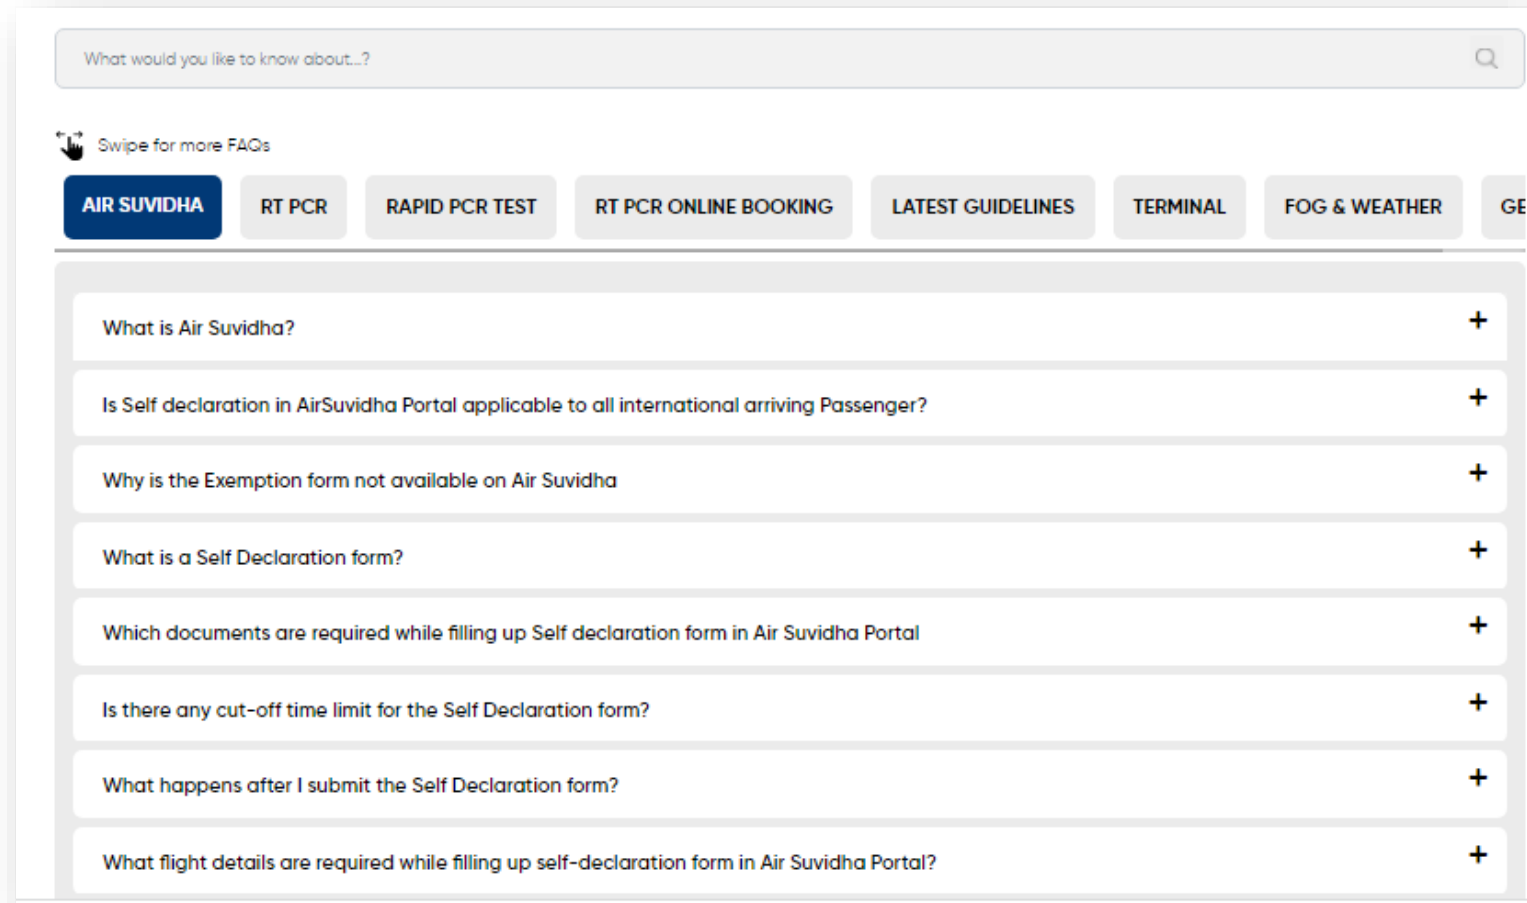 What would you like to know about...?
Swipe for more FAQs
AIR SUVIDHA RT PCR RAPID PCR TEST RT PCR ONLINE BOOKING LATEST GUIDELINES TERMINAL FOG & WEATHER GE
What is Air Suvidha? +
Is Self declaration in AirSuvidha Portal applicable to all international arriving Passenger? +
Why is the Exemption form not available on Air Suvidha +
What is a Self Declaration form? +
Which documents are required while filling up Self declaration form in Air Suvidha Portal +
Is there any cut-off time limit for the Self Declaration form? +
What happens after I submit the Self Declaration form? +
What flight details are required while filling up self-declaration form in Air Suvidha Portal? +